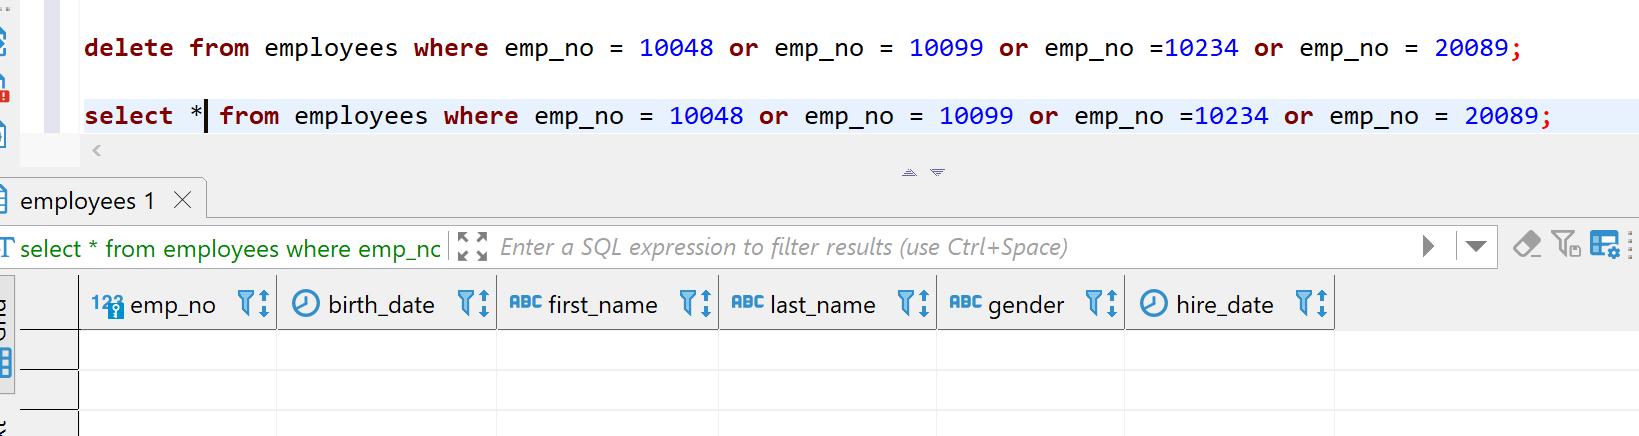 delete from employees where emp_no = 10048 or emp_no = 10099 or emp_no =10234 or emp_no = 20089;
select * from employees where emp_no = 10048 or emp_no = 10099 or emp_no =10234 or emp_no = 20089;
employees 1
select * from employees where emp_no Enter a SQL expression to filter results (use Ctrl+Space)
123 emp_no birth_date ABC first_name ABC last_name ABC gender hire_date